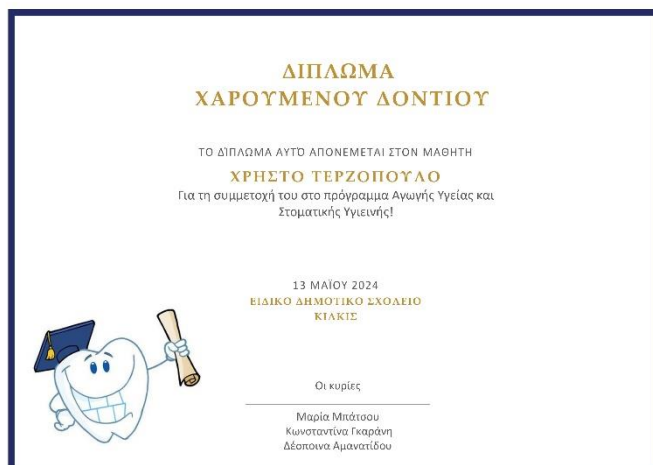 ΔΙΠΛΩΜΑ
ΧΑΡΟΥΜΕΝΟΥ ΔΟΝΤΙΟΥ
ΤΟ ΔΊΠΛΩΜΑ ΑΥΤΌ ΑΠΟΝΕΜΕΤΑΙ ΣΤΟΝ ΜΑΘΗΤΗ
ΧΡΗΣΤΟ ΤΕΡΖΟΠΟΥΛΟ
Για τη συμμετοχή του στο πρόγραμμα Αγωγής Υγείας και
Στοματικής Υγιεινής!
13 ΜΑΪΟΥ 2024
ΕΙΔΙΚΟ ΔΗΜΟΤΙΚΟ ΣΧΟΛΕΙΟ
ΚΙΛΚΙΣ
Οι κυρίες
Μαρία Μπάτσου
Κωνσταντίνα Γκαράνη
Δέσποινα Αμανατίδου